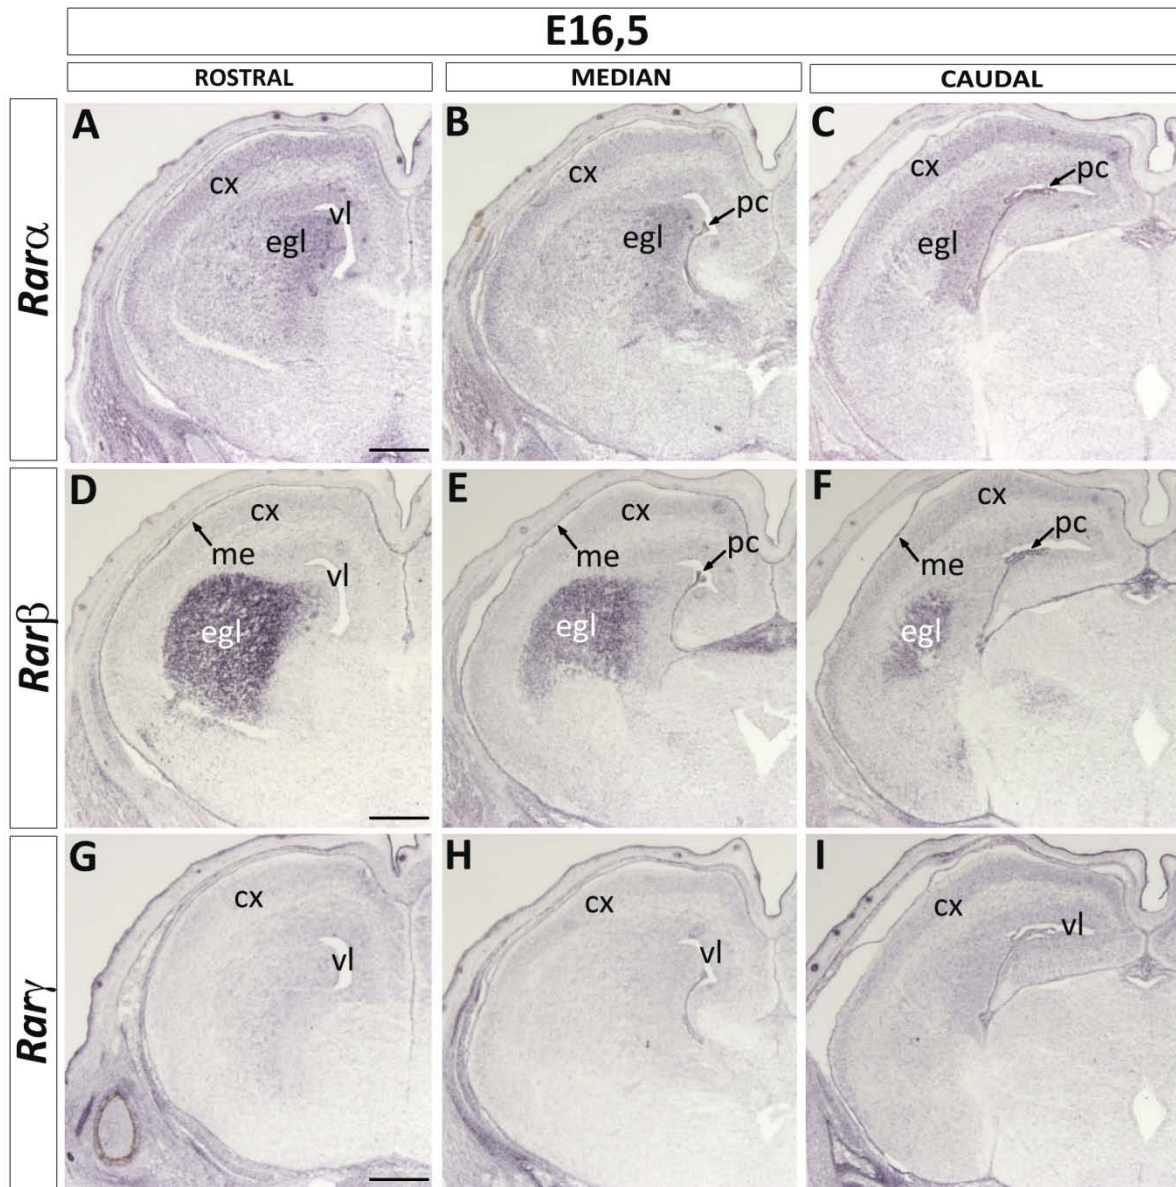 E16,5
ROSTRAL
MEDIAN
CAUDAL
Rarα
A
cx
vl
egl
B
cx
pc
egl
C
cx
pc
egl
Rarβ
D
cx
me
vl
egl
E
cx
me
pc
egl
F
cx
pc
me
egl
Rarγ
G
cx
vl
H
cx
vl
I
cx
vl